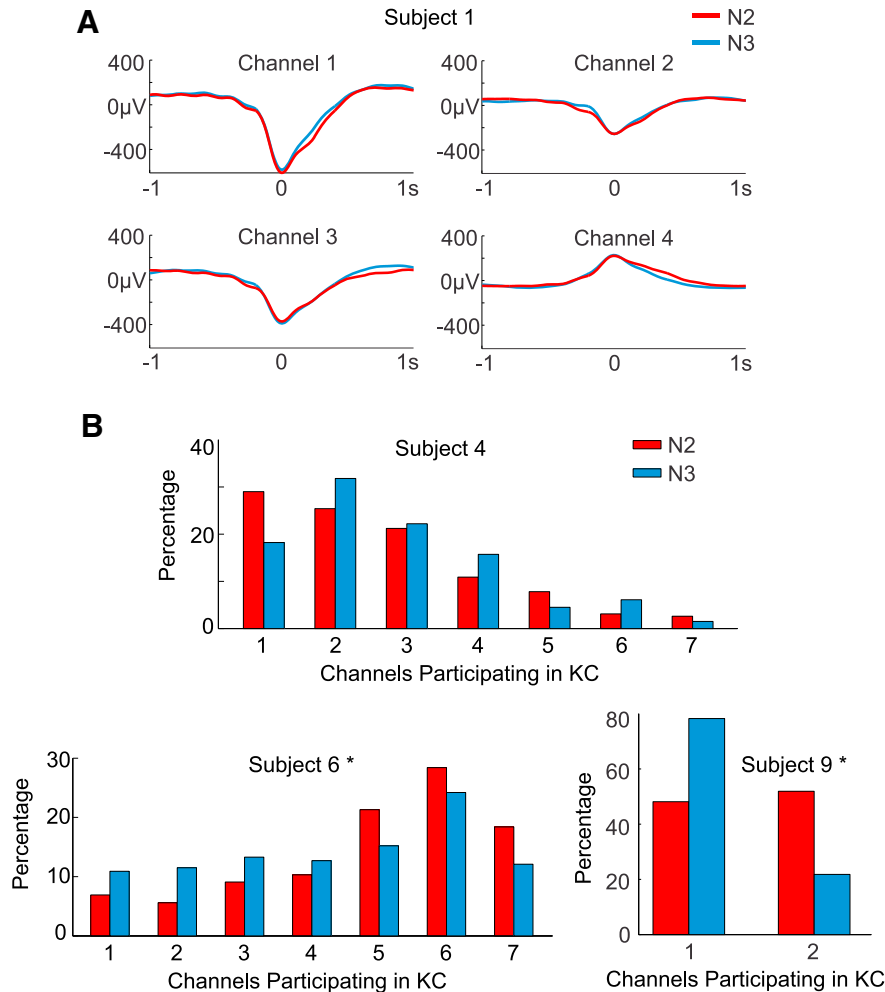 A
Subject 1
N2
N3
Channel 1
400
0µV
-400
-1
0
1s
Channel 2
400
0µV
-400
-1
0
1s
Channel 3
400
0µV
-400
-1
0
1s
Channel 4
400
0µV
-400
-1
0
1s
B
Subject 4
N2
N3
Percentage
40
20
0
1 2 3 4 5 6 7
Channels Participating in KC
Subject 6 *
Percentage
30
20
10
0
1 2 3 4 5 6 7
Channels Participating in KC
Subject 9 *
Percentage
80
60
40
20
0
1 2
Channels Participating in KC